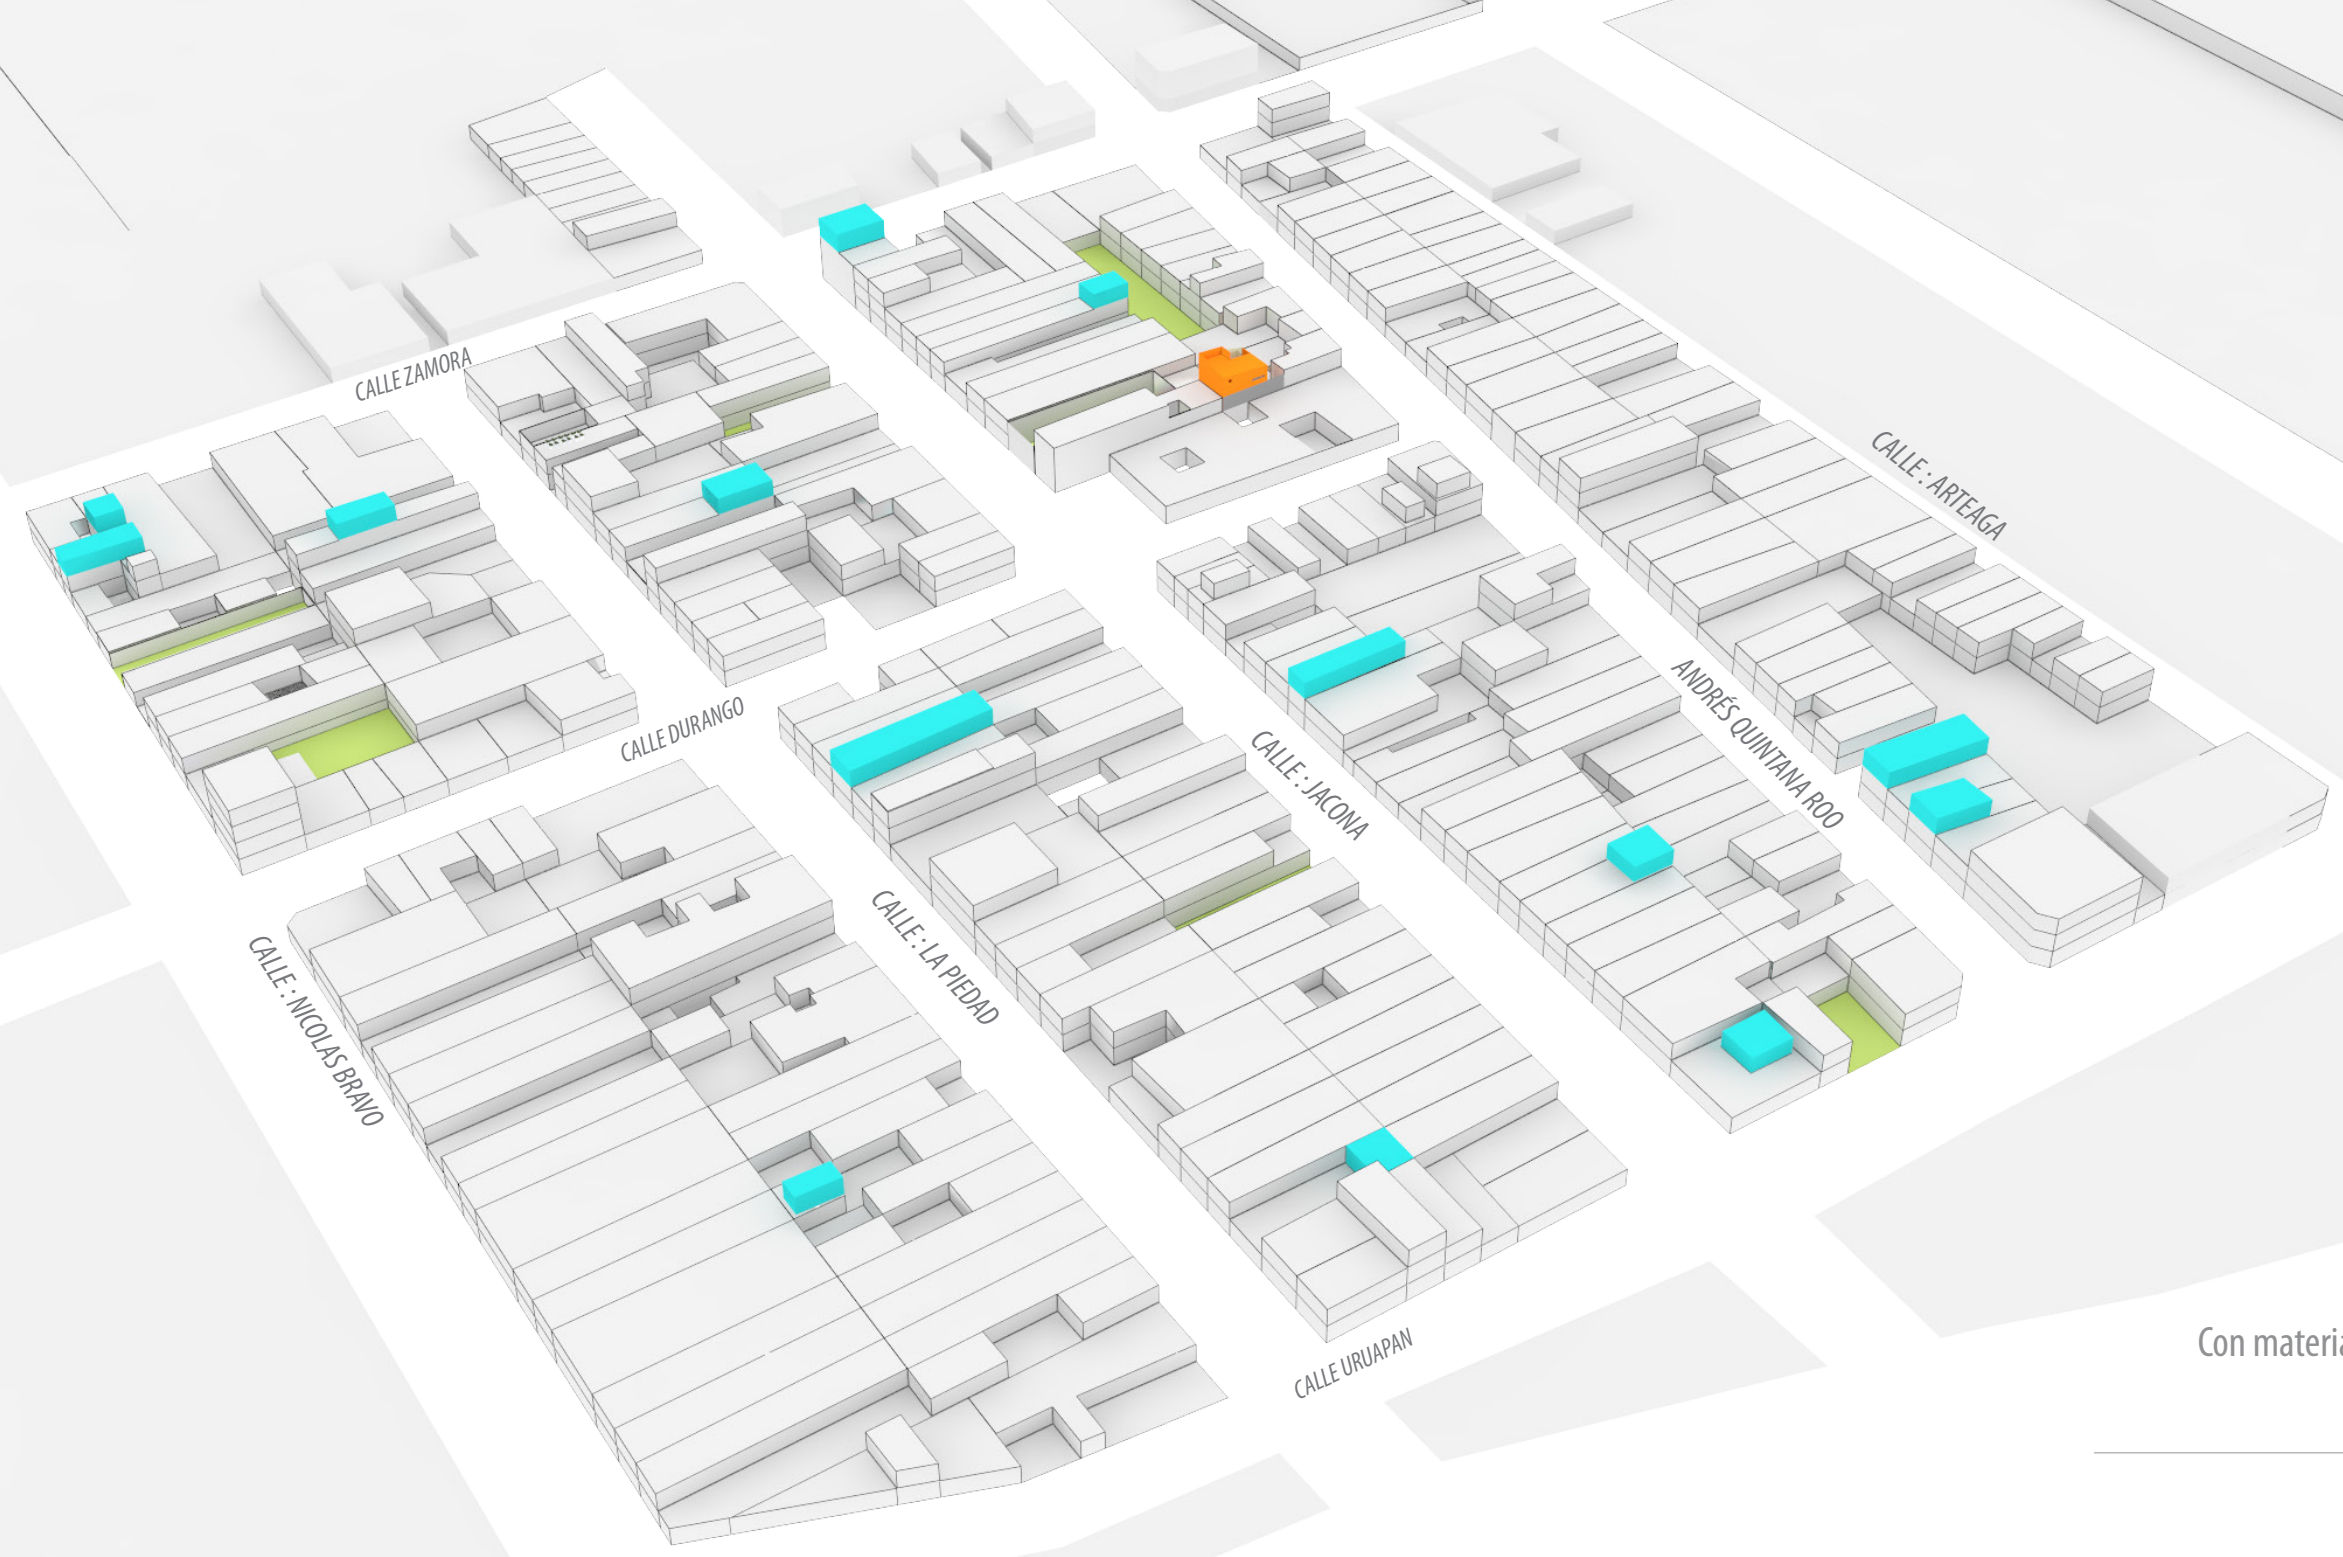 CALLE ZAMORA
CALLE : ARTEAGA
CALLE DURANGO
ANDRÉS QUINTANA ROO
CALLE : JACONA
CALLE : LA PIEDAD
CALLE : NICOLAS BRAVO
CALLE URUAPAN
Con